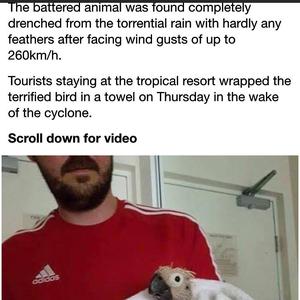 The battered animal was found completely
drenched from the torrential rain with hardly any
feathers after facing wind gusts of up to
260km/h.
Tourists staying at the tropical resort wrapped the
terrified bird in a towel on Thursday in the wake
of the cyclone.
Scroll down for video
adidas